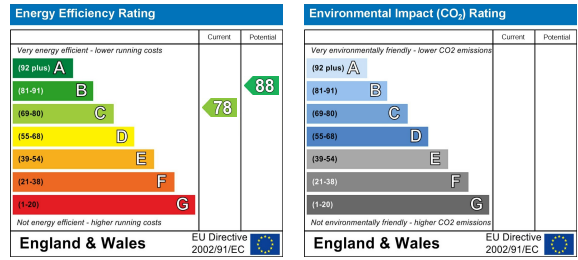 Energy Efficiency Rating
Current Potential
Very energy efficient - lower running costs
(92 plus) A
(81-91) B
(69-80) C
(55-68) D
(39-54) E
(21-38) F
(1-20) G
78
88
Not energy efficient - higher running costs
England & Wales
EU Directive
2002/91/EC
Environmental Impact (CO2) Rating
Current Potential
Very environmentally friendly - lower CO2 emissions
(92 plus) A
(81-91) B
(69-80) C
(55-68) D
(39-54) E
(21-38) F
(1-20) G
Not environmentally friendly - higher CO2 emissions
England & Wales
EU Directive
2002/91/EC